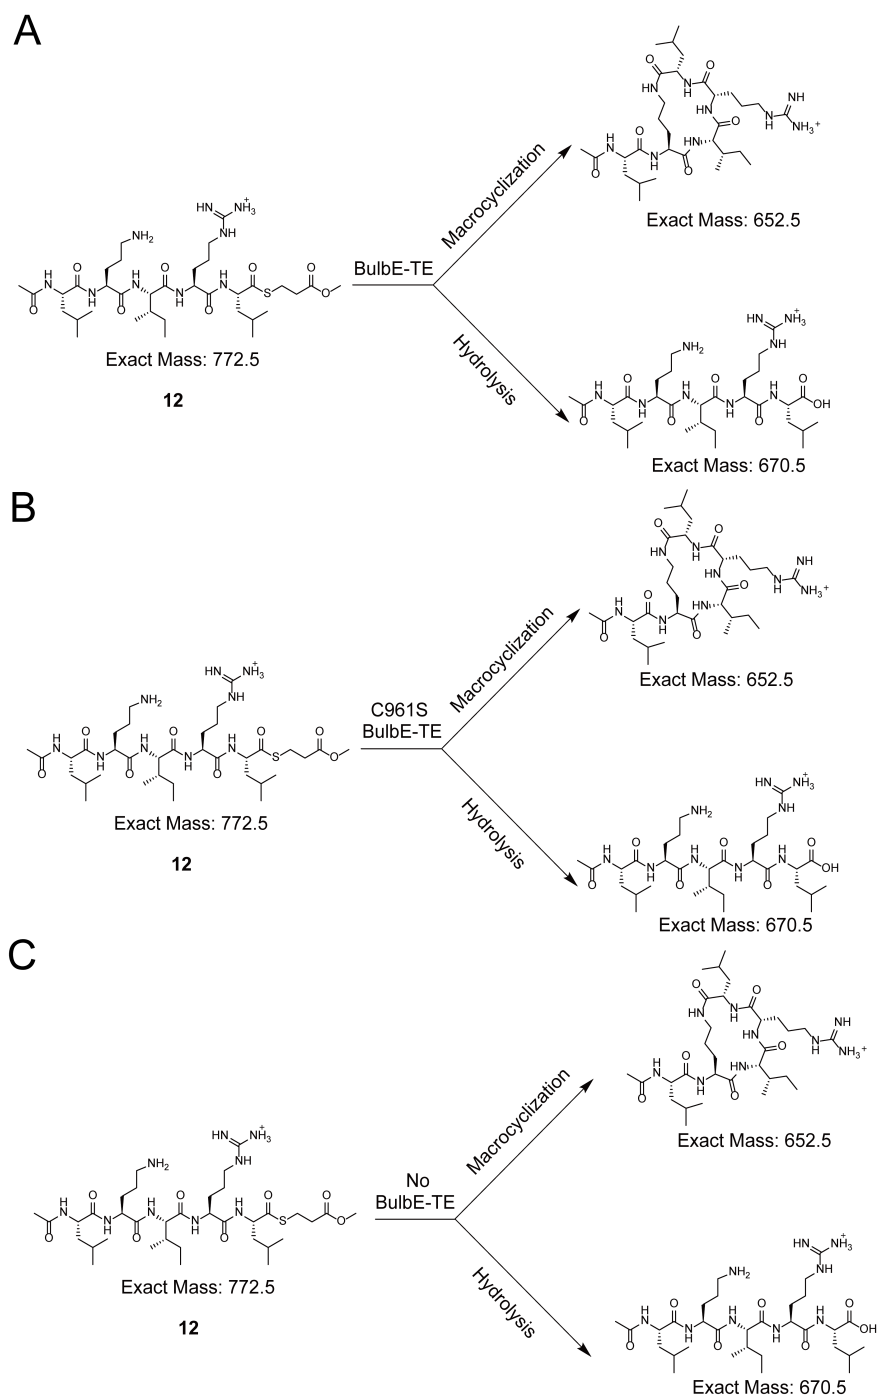 A
Macrocyclization
Exact Mass: 652.5
BulbE-TE
Exact Mass: 772.5
12
Hydrolysis
Exact Mass: 670.5
B
Macrocyclization
Exact Mass: 652.5
C961S
BulbE-TE
Exact Mass: 772.5
12
Hydrolysis
Exact Mass: 670.5
C
Macrocyclization
Exact Mass: 652.5
No
BulbE-TE
Exact Mass: 772.5
12
Hydrolysis
Exact Mass: 670.5